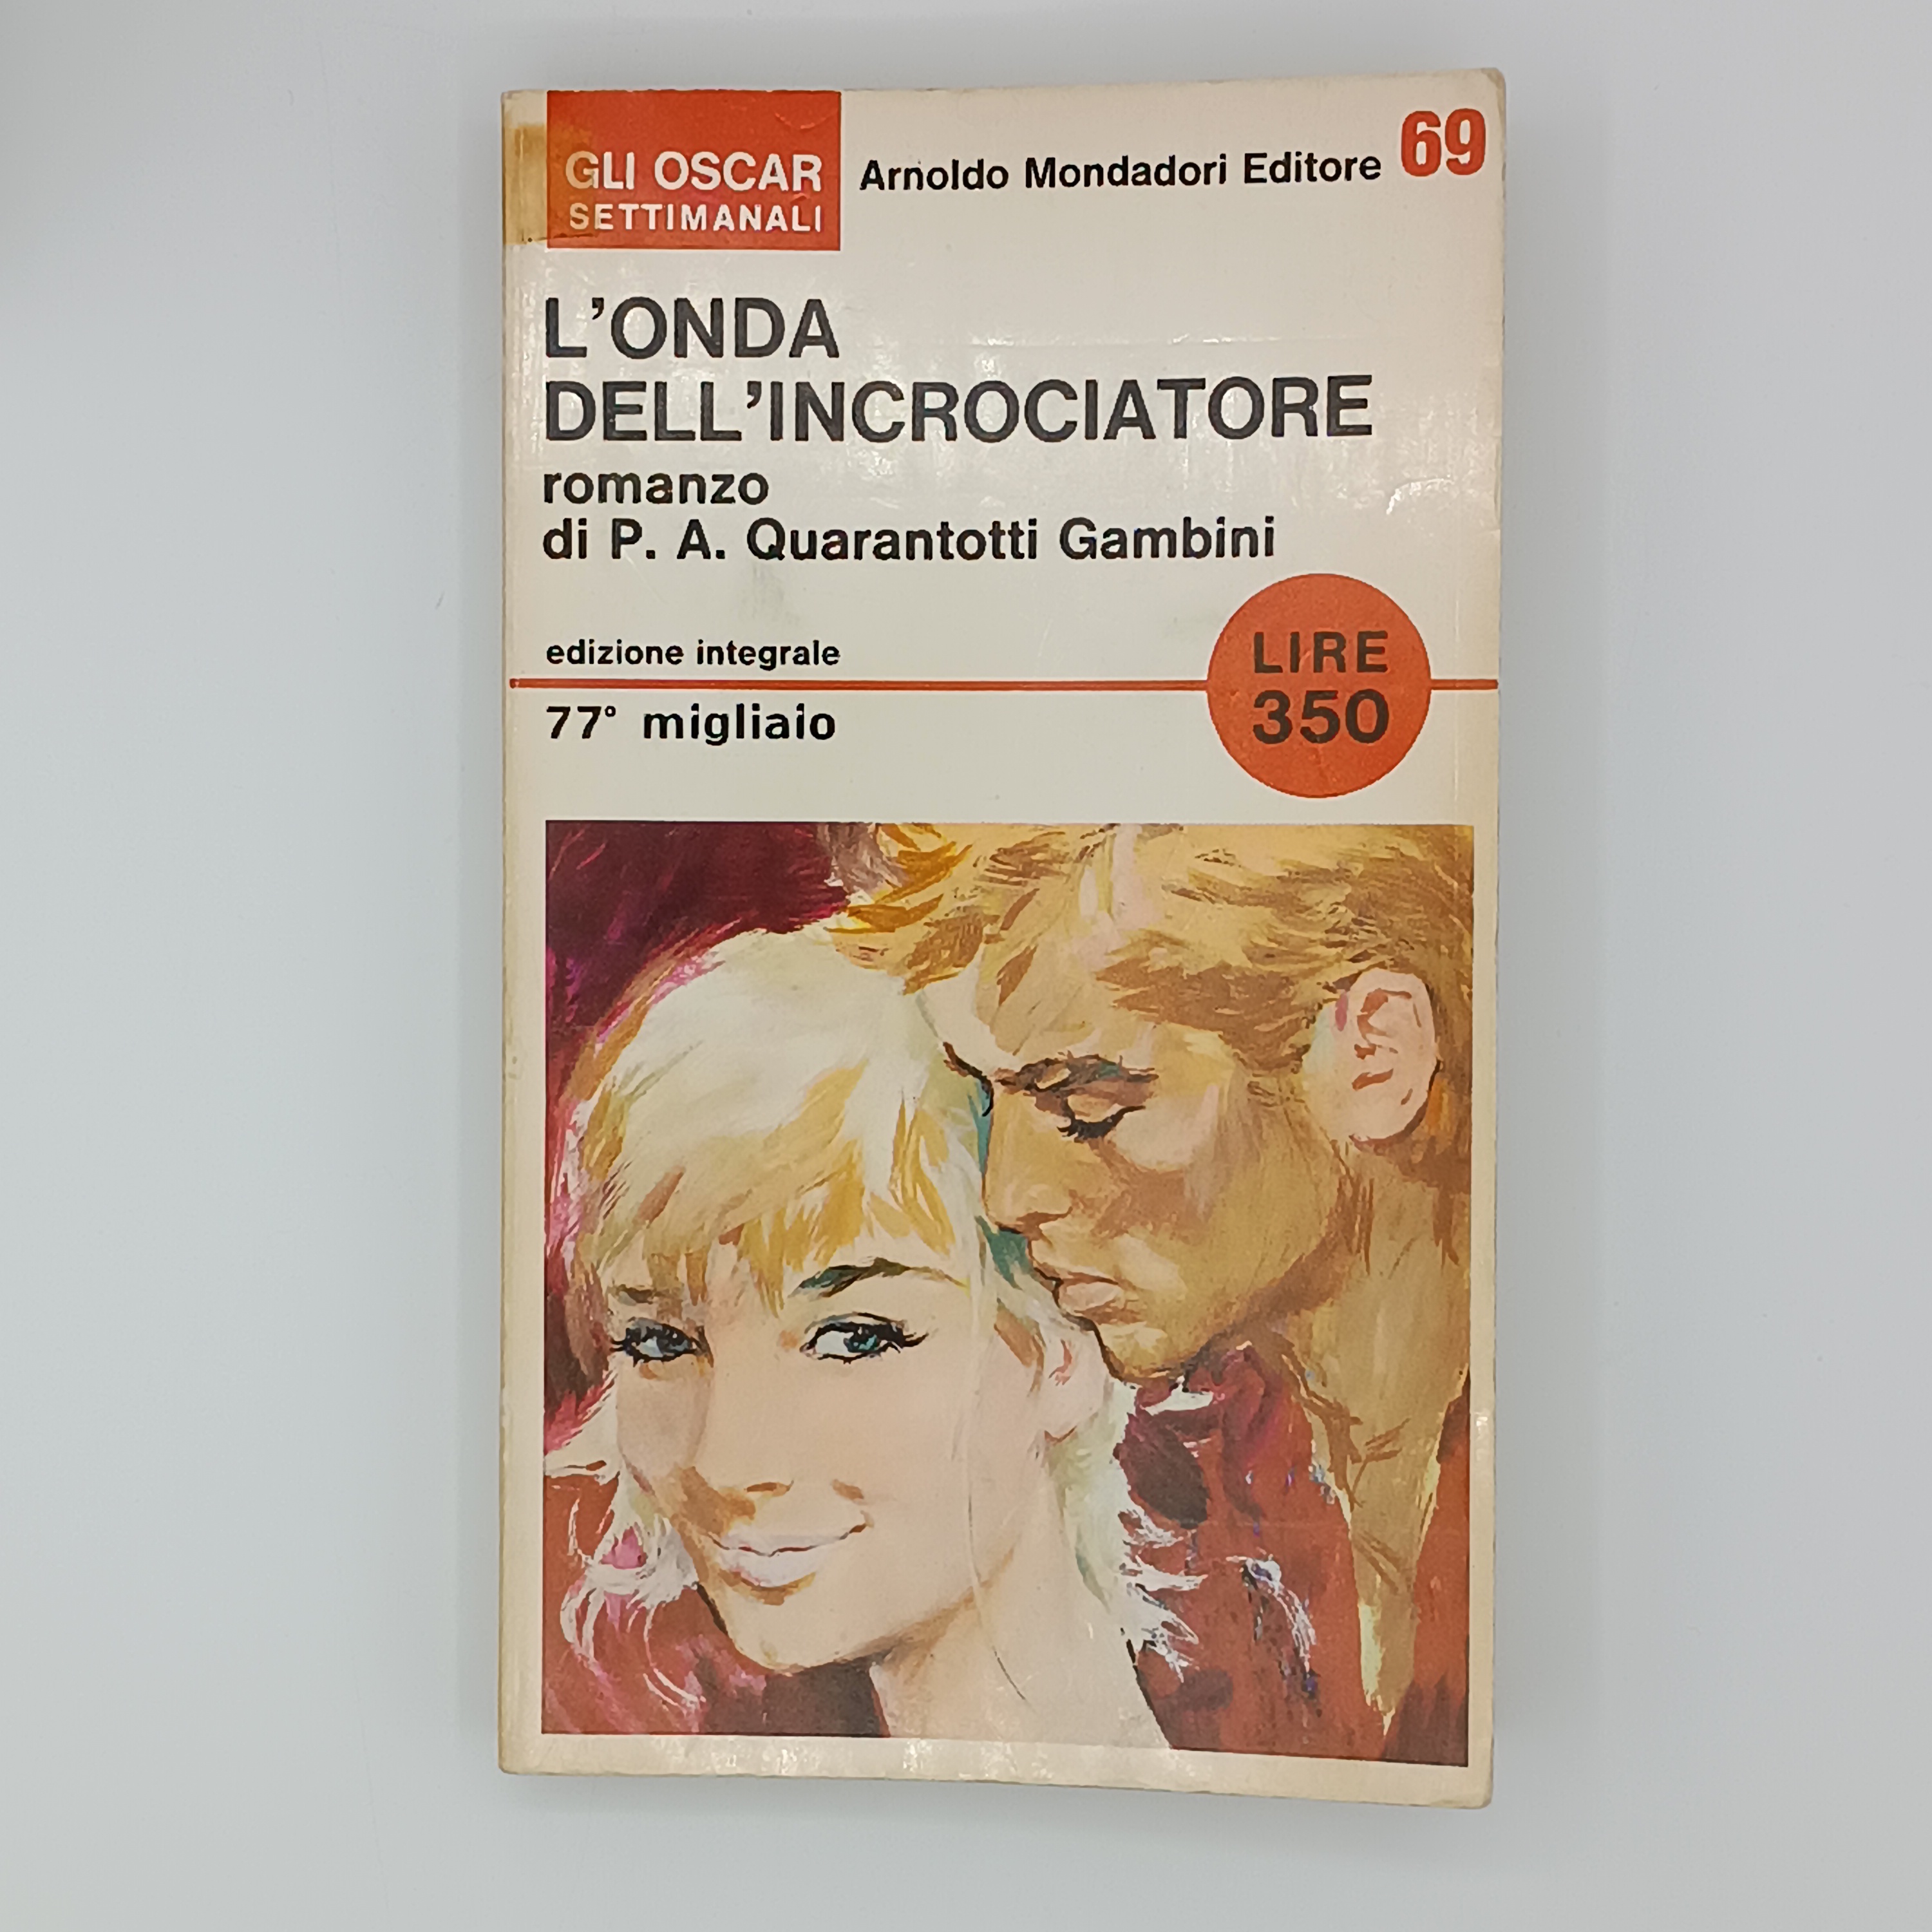 GLI OSCAR
SETTIMANALI
Arnoldo Mondadori Editore
69
L'ONDA
DELL'INCROCIATORE
romanzo
di P. A. Quarantotti Gambini
edizione integrale
77° migliaio
LIRE
350